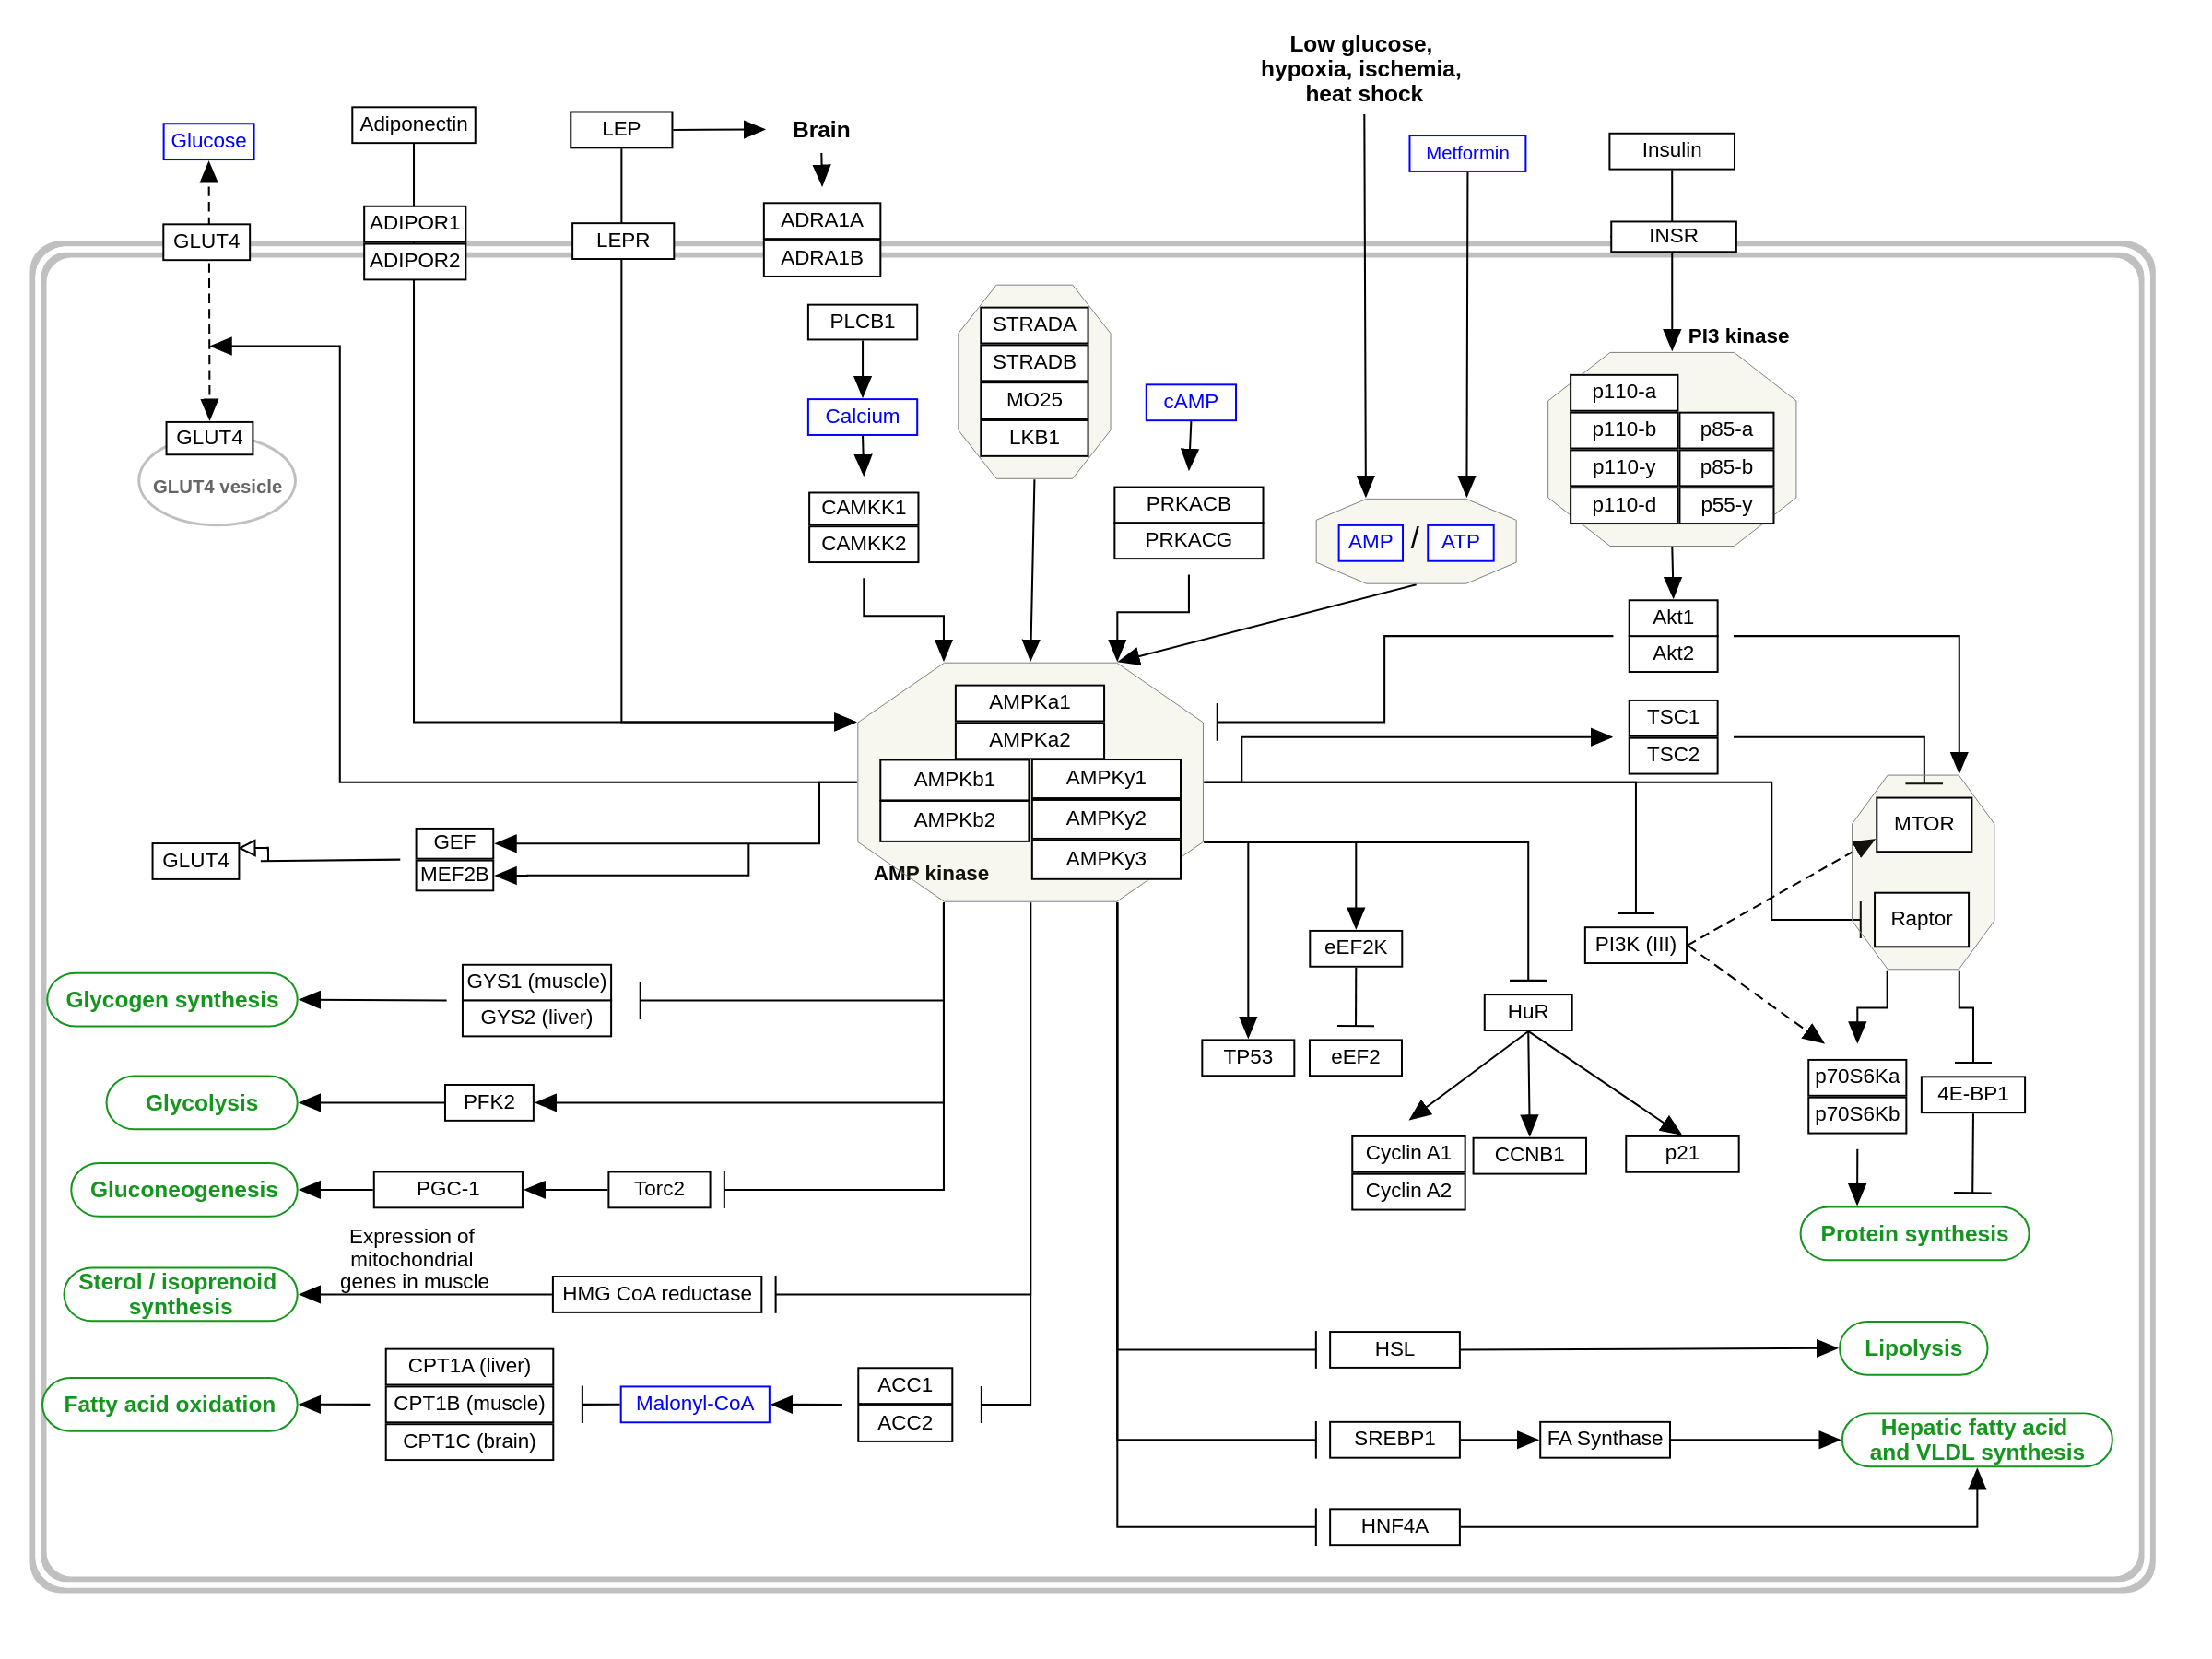 Low glucose,
hypoxia, ischemia,
heat shock
Glucose
Adiponectin
LEP
Brain
Metformin
Insulin
GLUT4
ADIPOR1
ADIPOR2
LEPR
ADRA1A
ADRA1B
INSR
PLCB1
Calcium
CAMKK1
CAMKK2
STRADA
STRADB
MO25
LKB1
cAMP
PRKACB
PRKACG
AMP / ATP
PI3 kinase
p110-a
p110-b
p85-a
p110-y
p85-b
p110-d
p55-y
GLUT4
GLUT4 vesicle
Akt1
Akt2
TSC1
TSC2
AMPKa1
AMPKa2
AMPKb1
AMPKy1
AMPKb2
AMPKy2
AMPKy3
AMP kinase
MTOR
Raptor
GLUT4
GEF
MEF2B
eEF2K
PI3K (III)
HuR
TP53
eEF2
Glycogen synthesis
GYS1 (muscle)
GYS2 (liver)
Glycolysis
PFK2
p70S6Ka
p70S6Kb
4E-BP1
Cyclin A1
Cyclin A2
CCNB1
p21
Gluconeogenesis
PGC-1
Torc2
Protein synthesis
Expression of
mitochondrial
genes in muscle
Sterol / isoprenoid
synthesis
HMG CoA reductase
HSL
Lipolysis
Fatty acid oxidation
CPT1A (liver)
CPT1B (muscle)
CPT1C (brain)
Malonyl-CoA
ACC1
ACC2
SREBP1
FA Synthase
Hepatic fatty acid
and VLDL synthesis
HNF4A